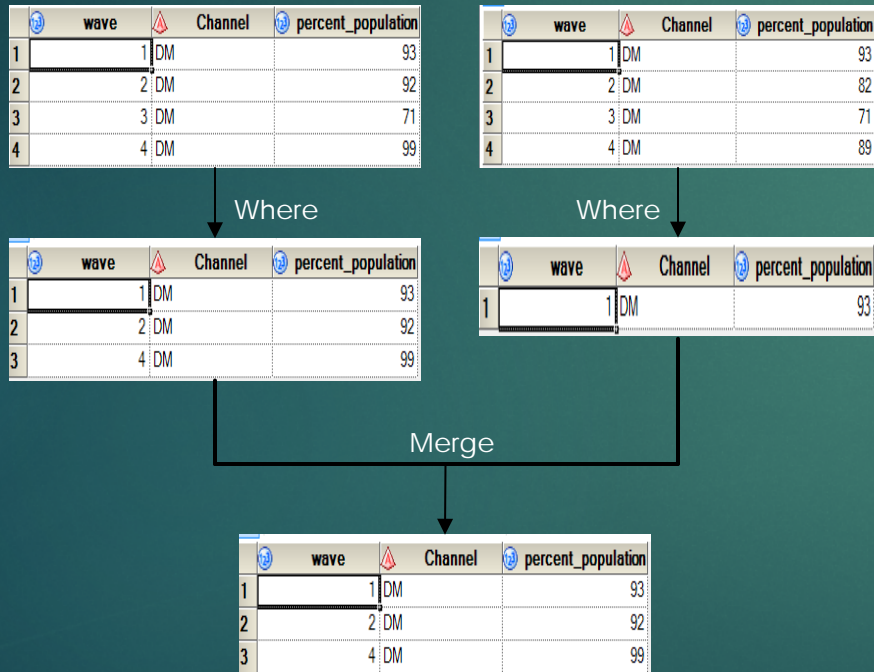 wave Channel percent_population
1 1 DM 93
2 2 DM 92
3 3 DM 71
4 4 DM 99
wave Channel percent_population
1 1 DM 93
2 2 DM 82
3 3 DM 71
4 4 DM 89
Where
Where
wave Channel percent_population
1 1 DM 93
2 2 DM 92
3 4 DM 99
wave Channel percent_population
1 1 DM 93
Merge
wave Channel percent_population
1 1 DM 93
2 2 DM 92
3 4 DM 99